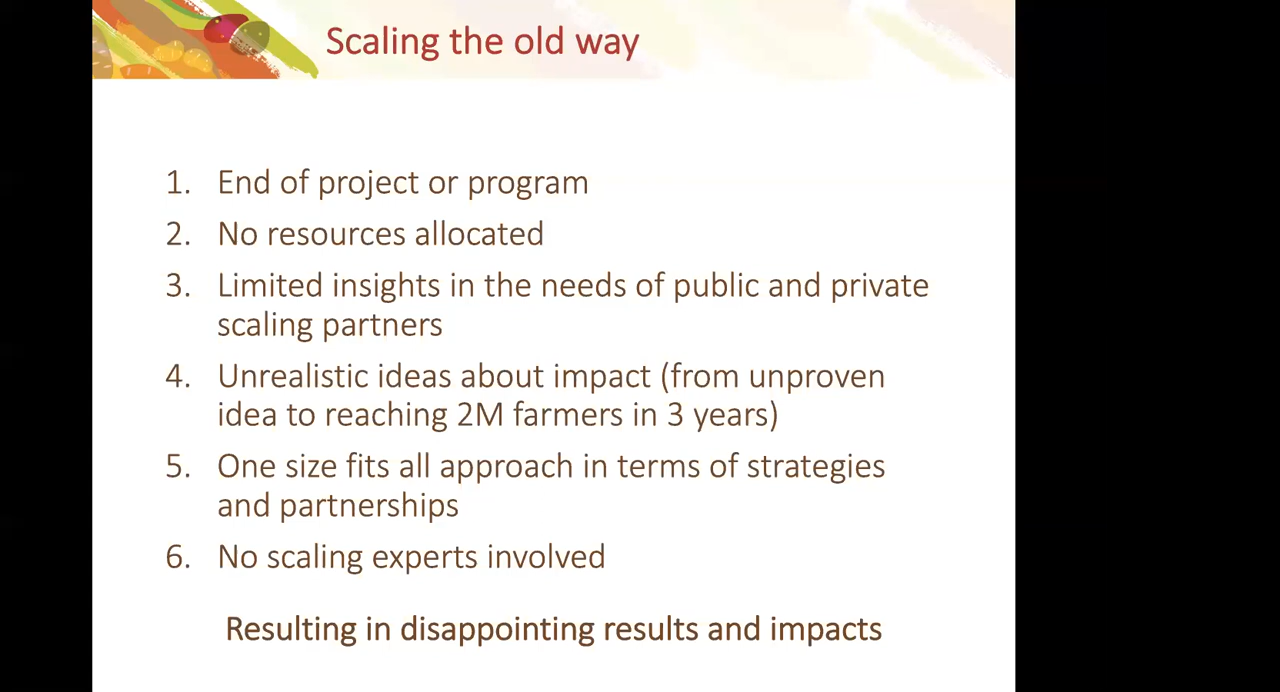 Scaling the old way
1. End of project or program
2. No resources allocated
3. Limited insights in the needs of public and private
scaling partners
4. Unrealistic ideas about impact (from unproven
idea to reaching 2M farmers in 3 years)
5. One size fits all approach in terms of strategies
and partnerships
6. No scaling experts involved
Resulting in disappointing results and impacts